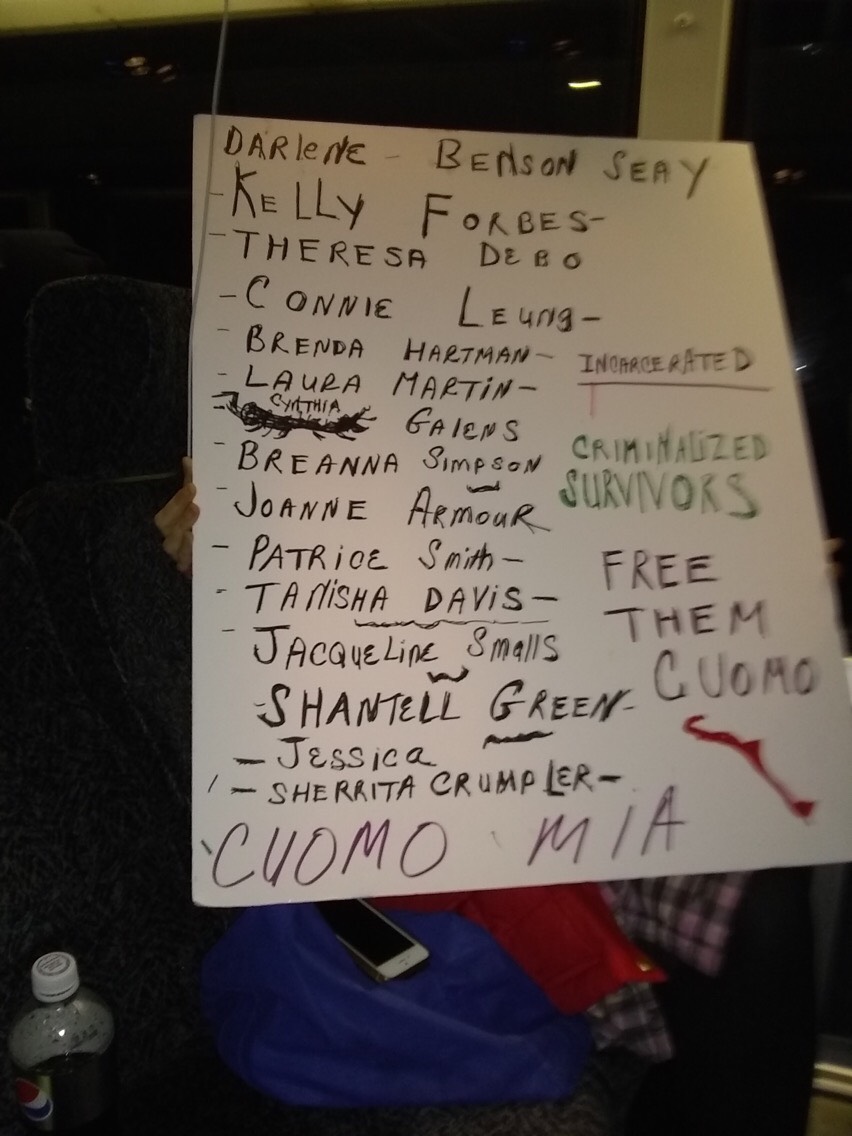 DARLENE - BENSON SEAY
- KELLY FORBES-
- THERESA DEBO
- CONNIE LEUNG-
- BRENDA HARTMAN-
- LAURA MARTIN-
- CYNTHIA GALENS
- BREANNA SIMPSON
- JOANNE ARMOUR
- PATRICE Smith-
- TANISHA DAVIS-
- JACQUELINE Smalls
- SHANTELL GREEN-
- JESSICA
- SHERRITA CRUMPLER-
CUOMO MIA
INCARCERATED
CRIMINALIZED
SURVIVORS
FREE
THEM
CUOMO